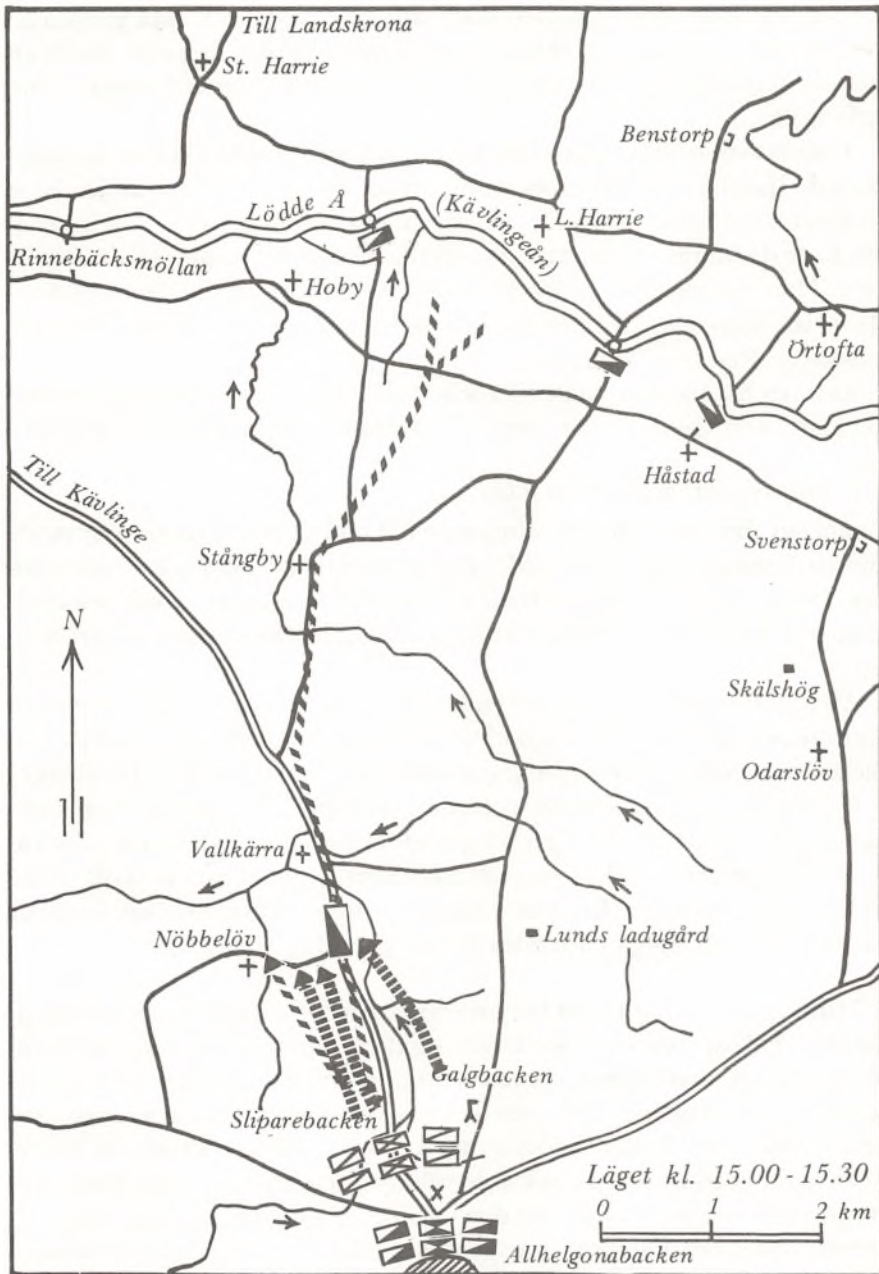 Till Landskrona
St. Harrie
Benstorp
Lödde Å
(Kävlingeån)
L. Harrie
Rinnebäcksmöllan
Hoby
Örtofta
Håstad
Till Kävlinge
Svenstorp
Stångby
N
Skälshög
Odarslöv
Vallkärra
Nöbbelöv
Lunds ladugård
Galgbacken
Sliparebacken
Läget kl. 15.00 - 15.30
0 1 2 km
Allhelgonabacken